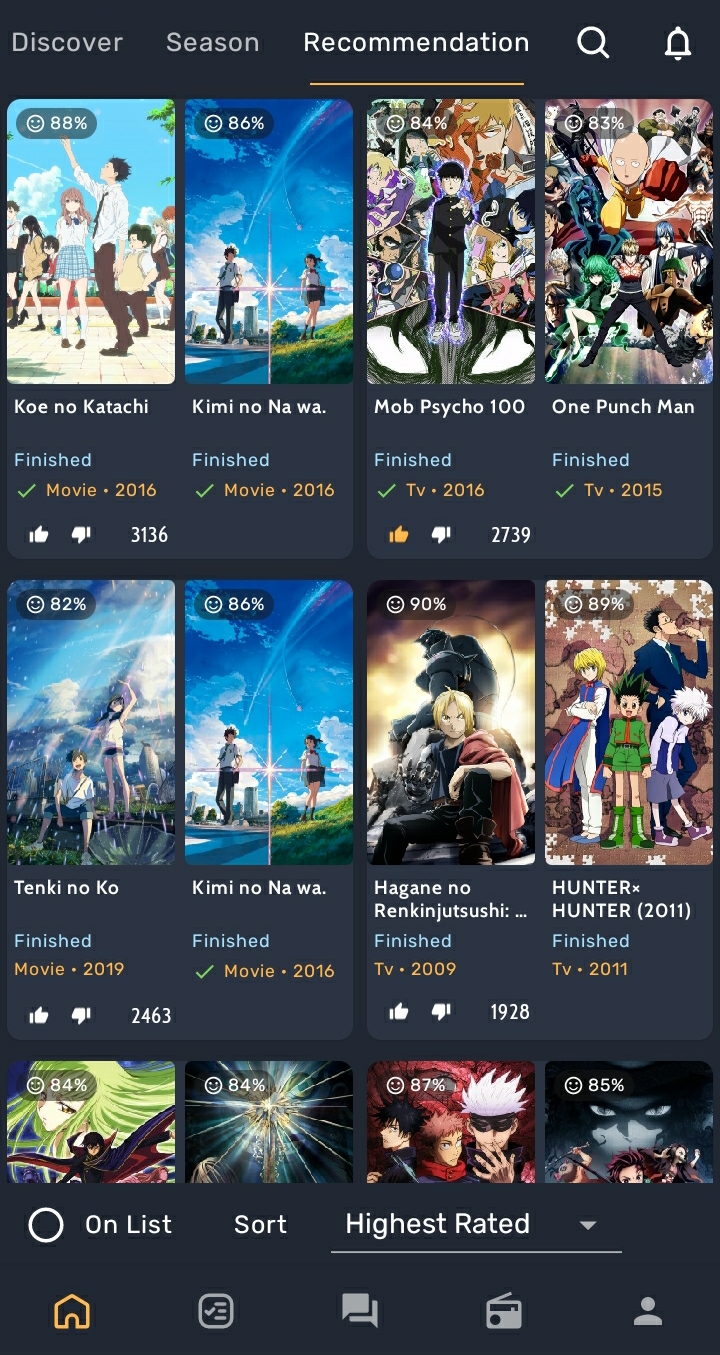 Discover Season Recommendation
88% 86% 84% 83%
Koe no Katachi Kimi no Na wa. Mob Psycho 100 One Punch Man
Finished Finished Finished Finished
Movie • 2016 Movie • 2016 Tv • 2016 Tv • 2015
3136 2739
82% 86% 90% 89%
Tenki no Ko Kimi no Na wa. Hagane no HUNTER×
Renkinjutsushi: ... HUNTER (2011)
Finished Finished Finished Finished
Movie • 2019 Movie • 2016 Tv • 2009 Tv • 2011
2463 1928
84% 84% 87% 85%
On List Sort Highest Rated